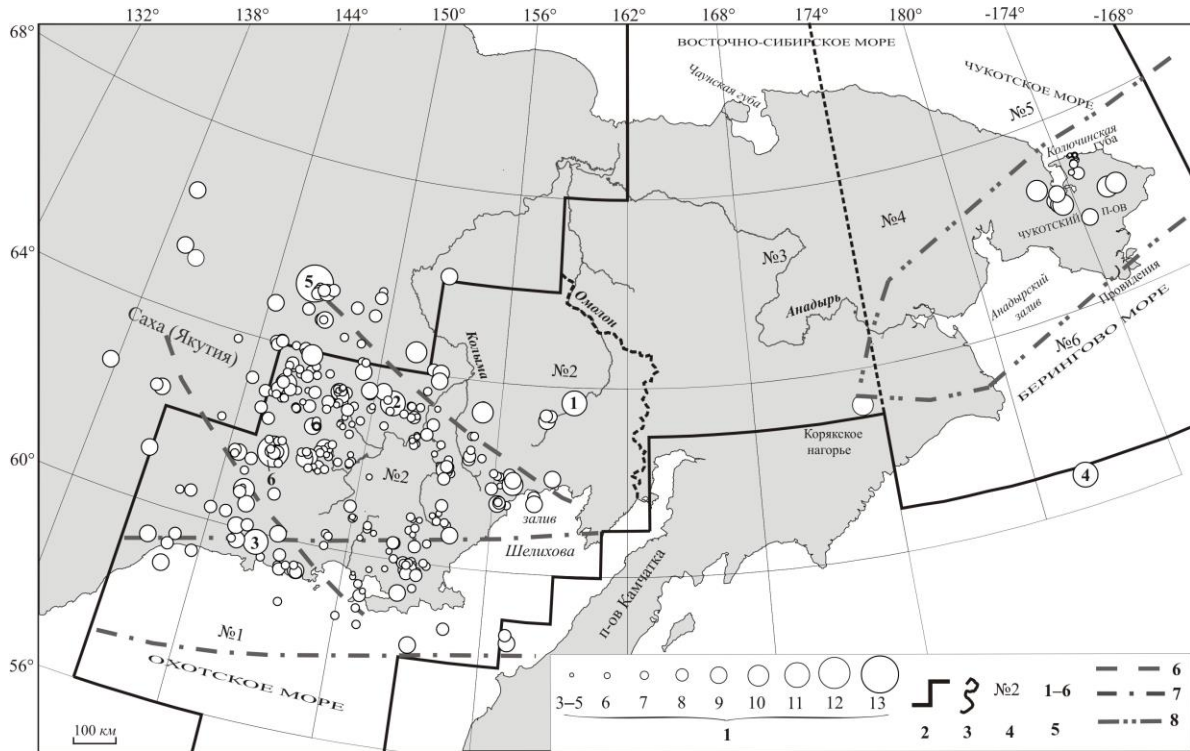 132° 138° 144° 150° 156° 162° 168° 174° 180° -174° -168°
68°
ВОСТОЧНО-СИБИРСКОЕ МОРЕ
ЧУКОТСКОЕ МОРЕ
Чаунская губа
№5
Колючинская
губа
64°
№4
ЧУКОТСКИЙ П-ОВ
№3
5
Анадырь
Анадырский
залив
Провидения
Саха (Якутия)
Омолон
Колыма
№6
БЕРИНГОВО МОРЕ
№2
2
1
6
Корякское
нагорье
60°
6
№2
4
3
залив
Шелихова
п-ов Камчатка
№1
56°
ОХОТСКОЕ МОРЕ
100 км
3–5 6 7 8 9 10 11 12 13
1
2 3
№2
4
1–6
5
6
7
8